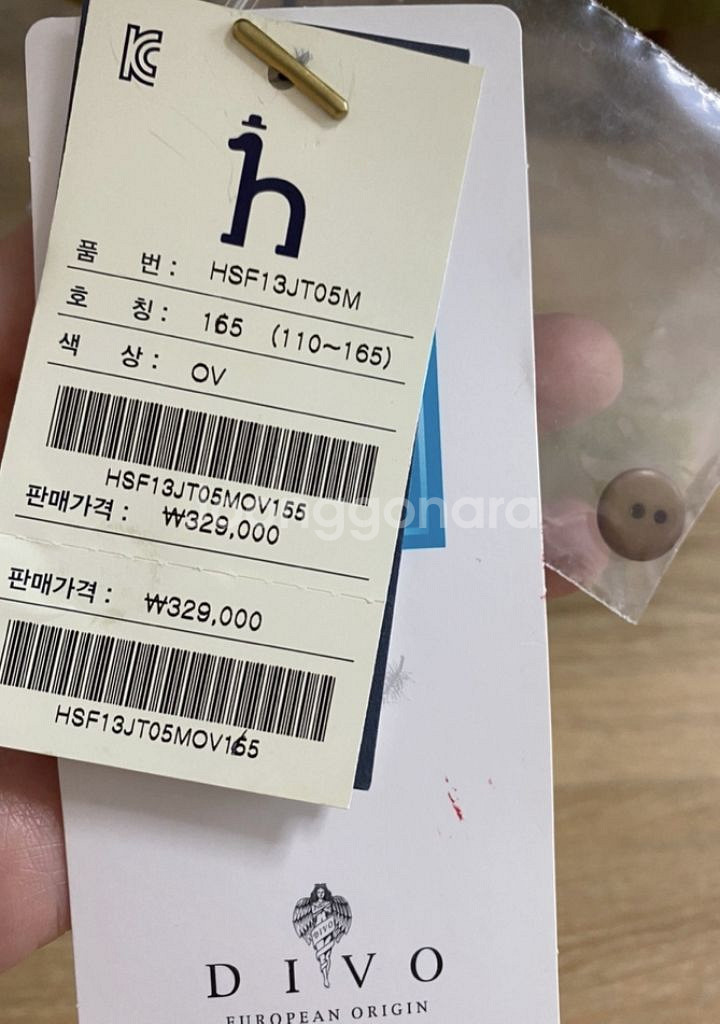 KC
h
품 번 : HSF13JT05M
호 칭 : 165 (110~165)
색 상 : OV
HSF13JT05MOV155
판매가격 : ₩329,000
판매가격 : ₩329,000
HSF13JT05MOV165
DIVO
DIVO
EUROPEAN ORIGIN